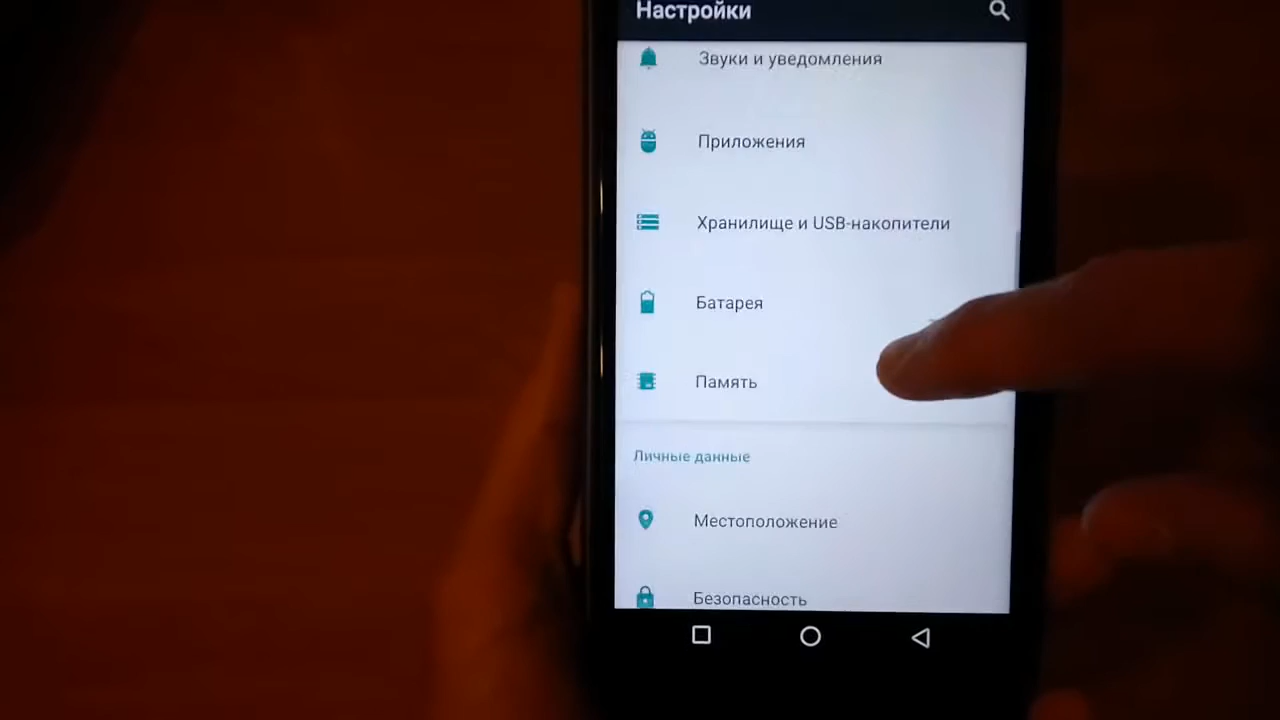 Настройки
Звуки и уведомления
Приложения
Хранилище и USB-накопители
Батарея
Память
Личные данные
Местоположение
Безопасность